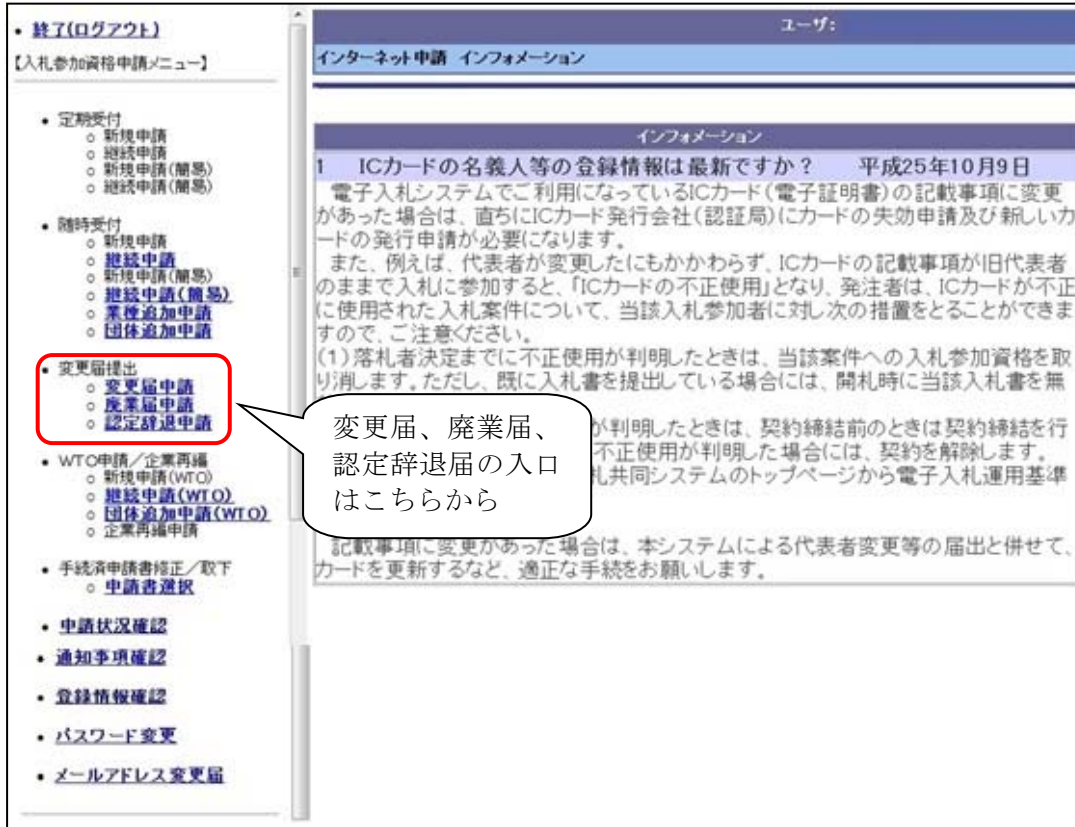 終了(ログアウト)
【入札参加資格申請メニュー】
定期受付
新規申請
継続申請
新規申請(簡易)
継続申請(簡易)
随時受付
新規申請
継続申請
新規申請(簡易)
継続申請(簡易)
業種追加申請
団体追加申請
変更届提出
変更届申請
廃業届申請
認定辞退申請
WTO申請／企業再編
新規申請(WTO)
継続申請(WTO)
団体追加申請(WTO)
企業再編申請
手続済申請書修正／取下
申請書選択
申請状況確認
通知事項確認
登録情報確認
パスワード変更
メールアドレス変更届
ユーザ:
インターネット申請 インフォメーション
インフォメーション
1 ICカードの名義人等の登録情報は最新ですか？ 平成25年10月9日
電子入札システムでご利用になっているICカード(電子証明書)の記載事項に変更
があった場合は、直ちにICカード発行会社(認証局)にカードの失効申請及び新しいカ
ードの発行申請が必要になります。
また、例えば、代表者が変更したにもかかわらず、ICカードの記載事項が旧代表者
のままで入札に参加すると、「ICカードの不正使用」となり、発注者は、ICカードが不正
に使用された入札案件について、当該入札参加者に対し次の措置をとることができま
すので、ご注意ください。
(1)落札者決定までに不正使用が判明したときは、当該案件への入札参加資格を取
り消します。ただし、既に入札書を提出している場合には、開札時に当該入札書を無
が判明したときは、契約締結前のときは契約締結を行
不正使用が判明した場合には、契約を解除します。
札共同システムのトップページから電子入札運用基準
記載事項に変更があった場合は、本システムによる代表者変更等の届出と併せて、
カードを更新するなど、適正な手続をお願いします。
変更届、廃業届、
認定辞退届の入口
はこちらから